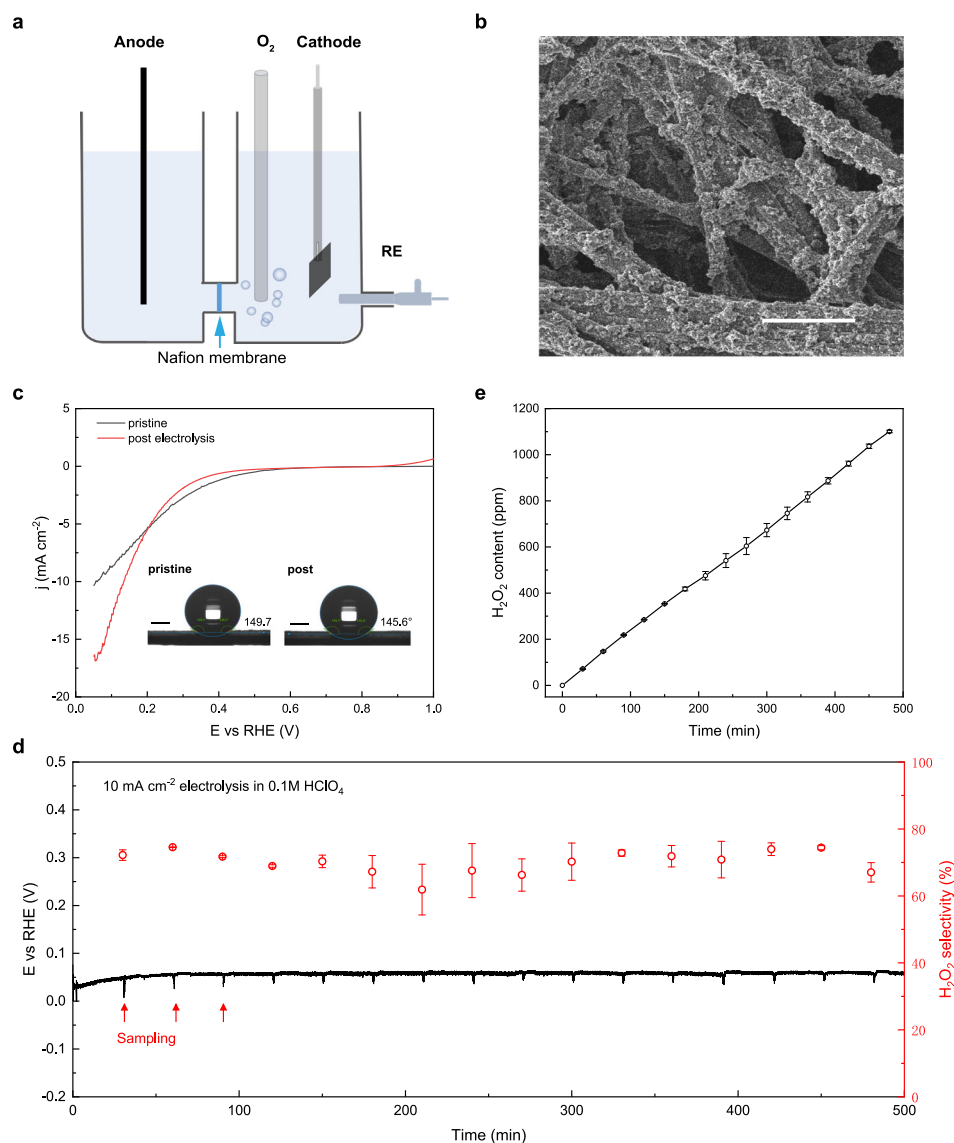 a
Anode
O₂
Cathode
RE
Nafion membrane
b
c
pristine
post electrolysis
pristine
149.7
post
145.6°
5
0
-5
-10
-15
-20
j (mA cm⁻²)
0.0 0.2 0.4 0.6 0.8 1.0
E vs RHE (V)
e
1200
1000
800
600
400
200
0
H₂O₂ content (ppm)
0 100 200 300 400 500
Time (min)
d
10 mA cm⁻² electrolysis in 0.1M HClO₄
0.5
0.4
0.3
0.2
0.1
0.0
-0.1
-0.2
E vs RHE (V)
Sampling
100
80
60
40
20
0
H₂O₂ selectivity (%)
0 100 200 300 400 500
Time (min)